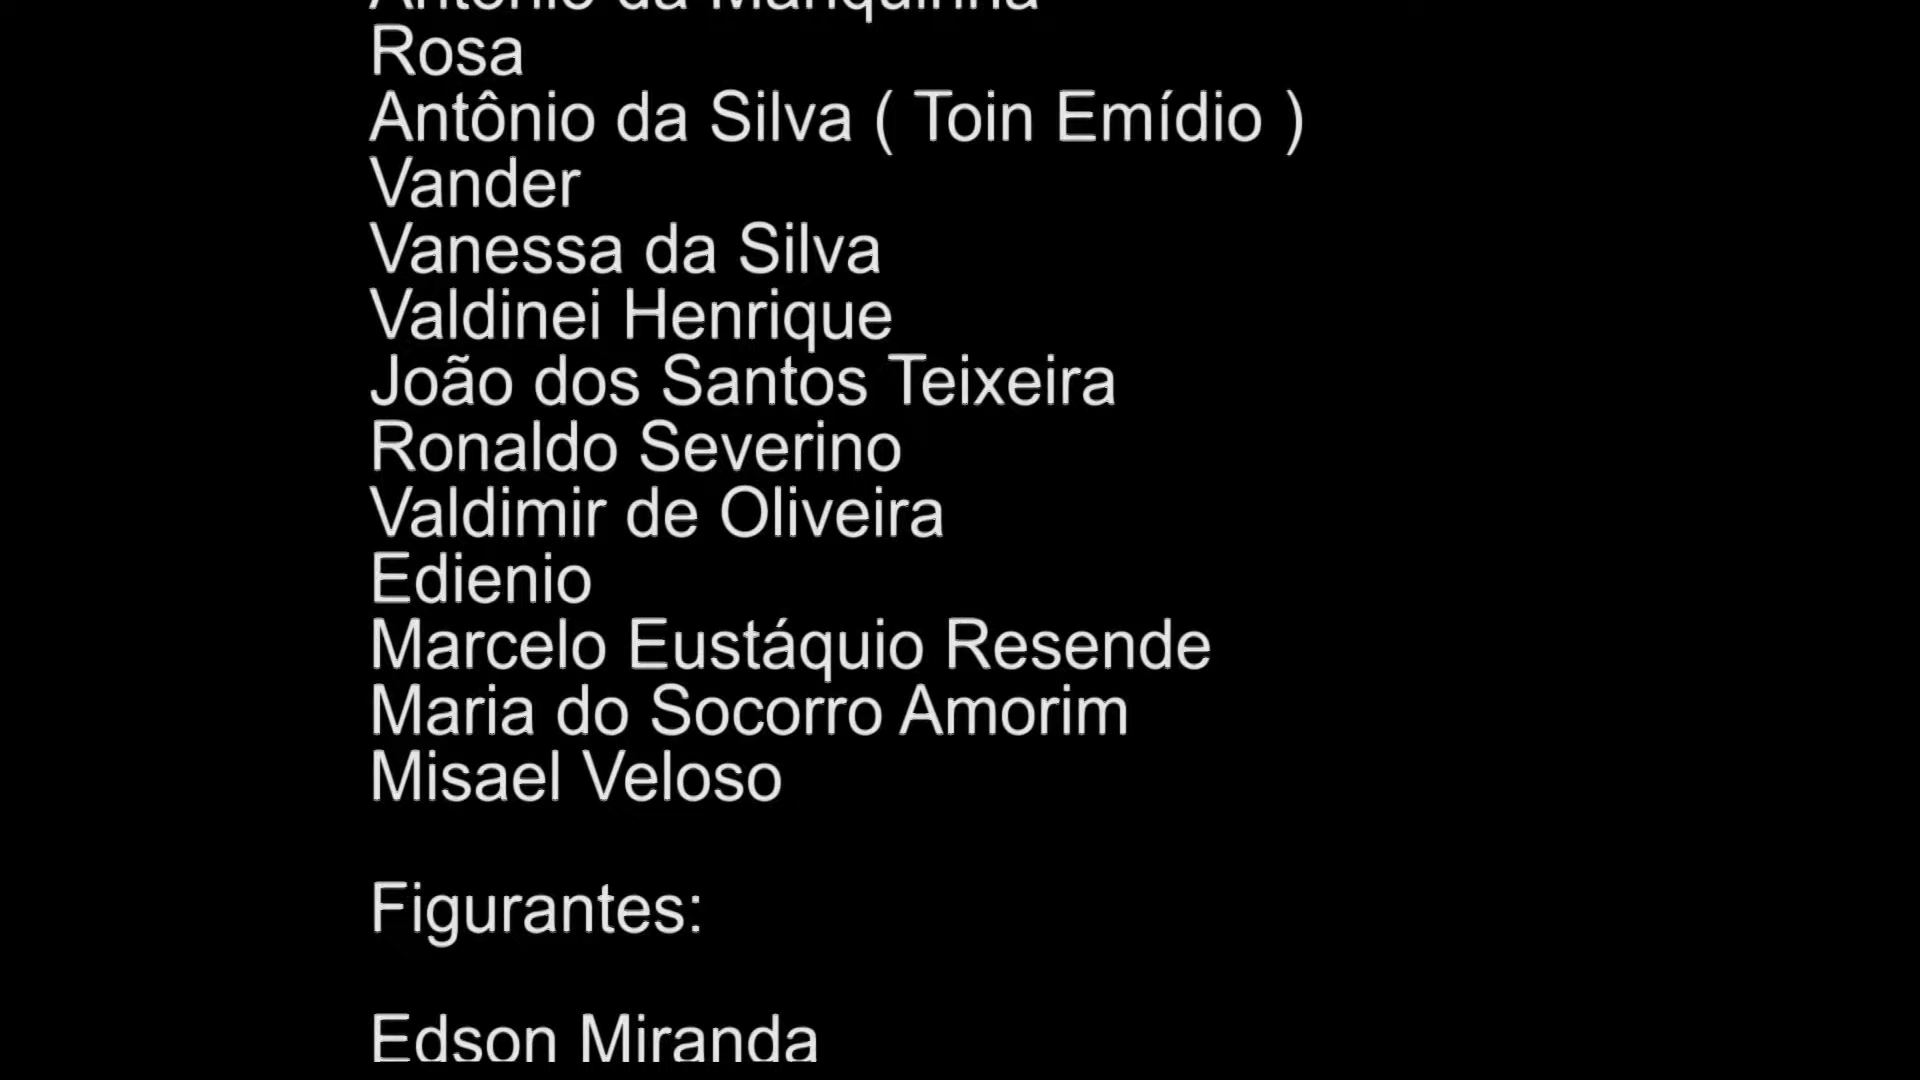 Rosa
Antônio da Silva ( Toin Emídio )
Vander
Vanessa da Silva
Valdinei Henrique
João dos Santos Teixeira
Ronaldo Severino
Valdimir de Oliveira
Edienio
Marcelo Eustáquio Resende
Maria do Socorro Amorim
Misael Veloso
Figurantes:
Edson Miranda